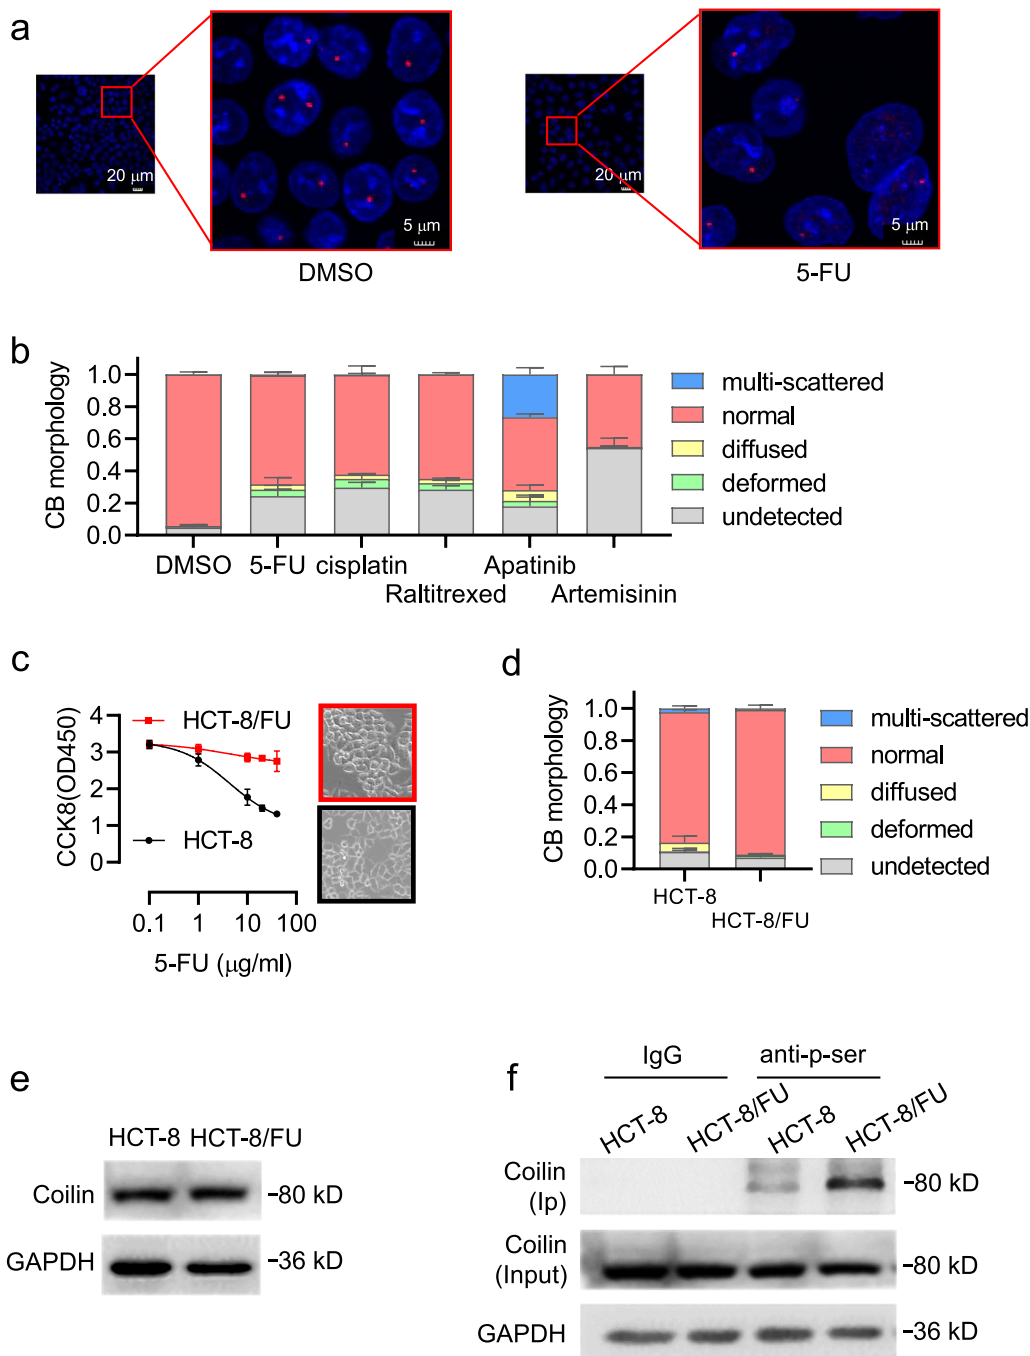 a
20 μm
5 μm
DMSO
20 μm
5 μm
5-FU
b
CB morphology
1.0
0.8
0.6
0.4
0.2
0.0
DMSO 5-FU cisplatin Apatinib
Raltitrexed Artemisinin
multi-scattered
normal
diffused
deformed
undetected
c
CCK8(OD450)
4
3
2
1
0
HCT-8/FU
HCT-8
0.1 1 10 100
5-FU (μg/ml)
d
CB morphology
1.0
0.8
0.6
0.4
0.2
0.0
HCT-8
HCT-8/FU
multi-scattered
normal
diffused
deformed
undetected
e
HCT-8 HCT-8/FU
Coilin -80 kD
GAPDH -36 kD
f
IgG anti-p-ser
HCT-8 HCT-8/FU HCT-8 HCT-8/FU
Coilin
(Ip) -80 kD
Coilin
(Input) -80 kD
GAPDH -36 kD